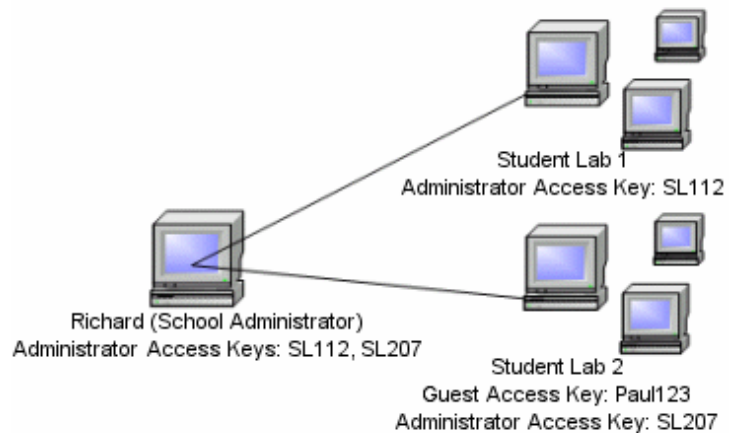 Student Lab 1
Administrator Access Key: SL112
Richard (School Administrator)
Administrator Access Keys: SL112, SL207
Student Lab 2
Guest Access Key: Paul123
Administrator Access Key: SL207